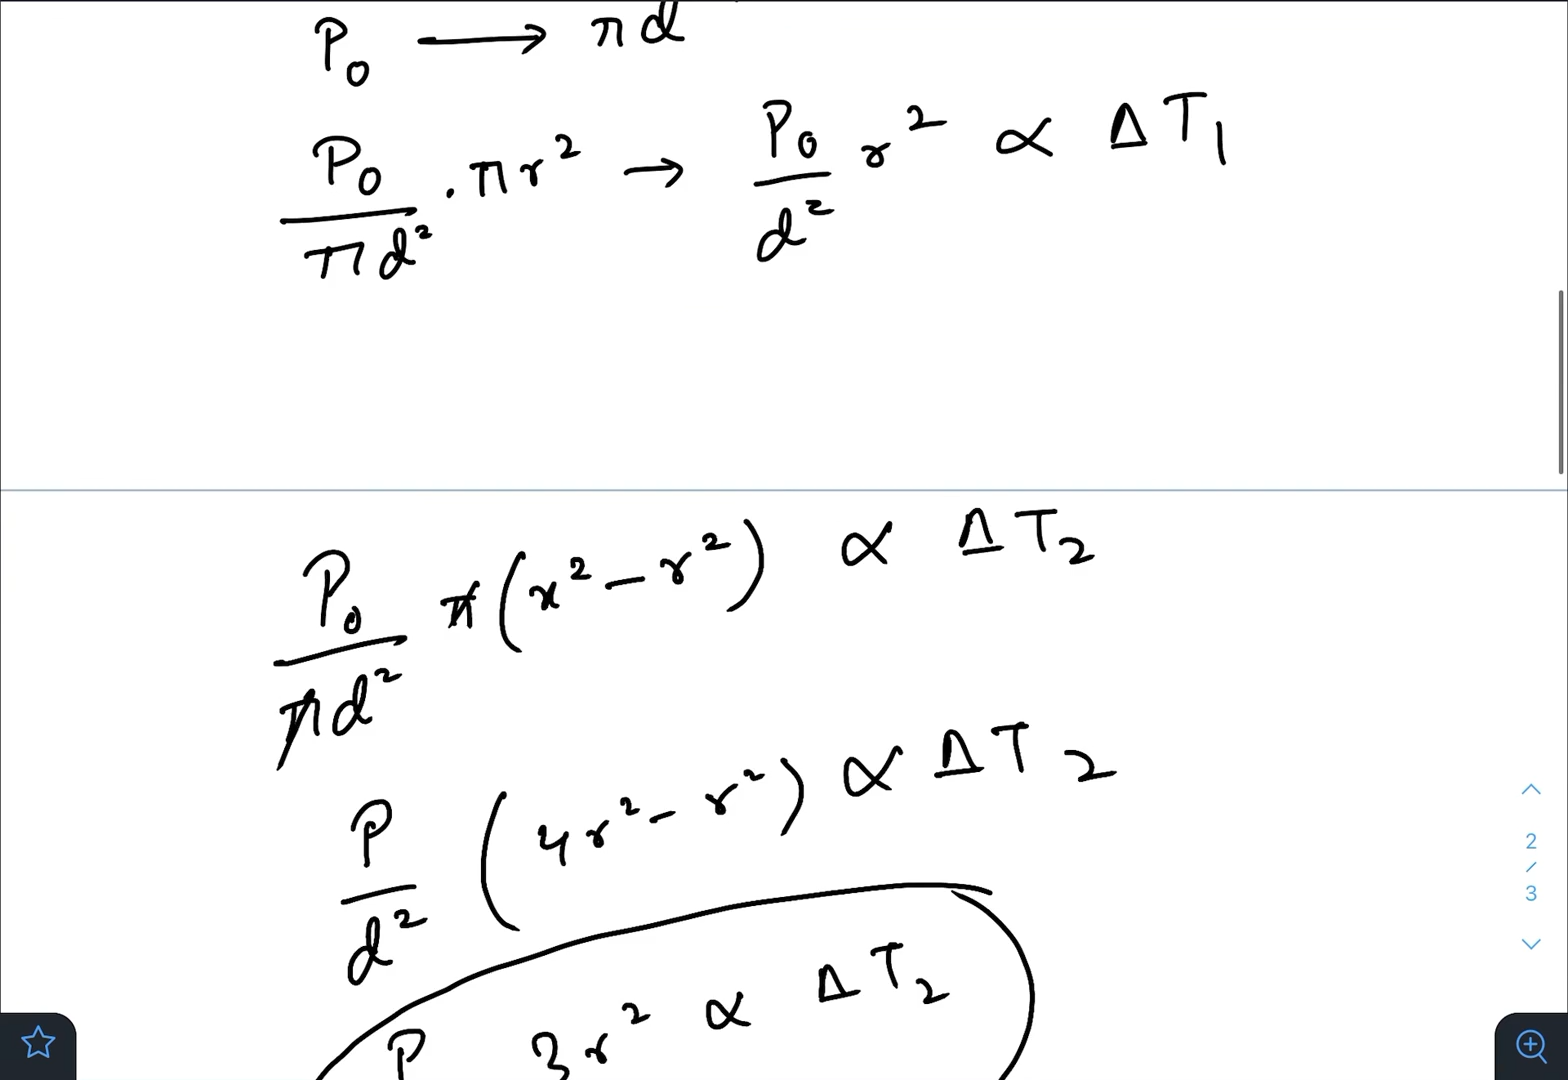 P₀ ⟶ πd
P₀/πd² · πr² → P₀/d² r² ∝ ΔT₁
P₀/πd² π(x² − r²) ∝ ΔT₂
P/d² (4r² − r²) ∝ ΔT₂
P 3r² ∝ ΔT₂
2
/
3